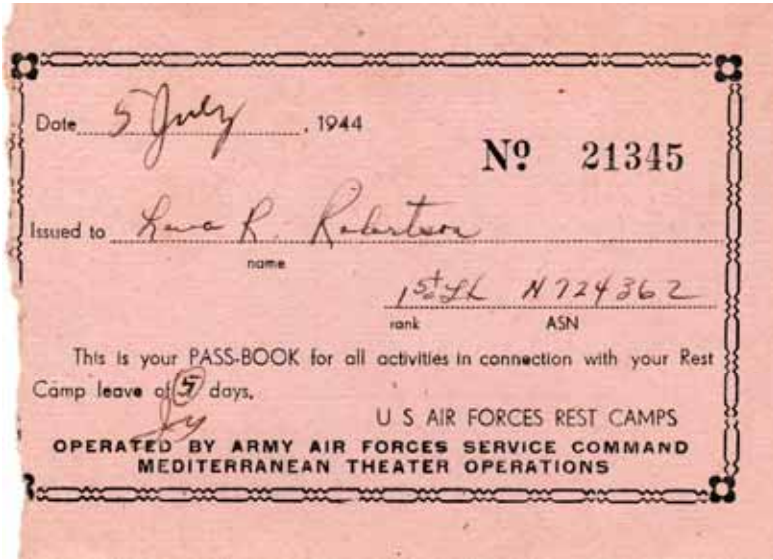 Date 5 July , 1944
Nº 21345
Issued to R. Robertson
name
1st Lt N724362
rank ASN
This is your PASS-BOOK for all activities in connection with your Rest
Camp leave of 5 days.
U S AIR FORCES REST CAMPS
OPERATED BY ARMY AIR FORCES SERVICE COMMAND
MEDITERRANEAN THEATER OPERATIONS